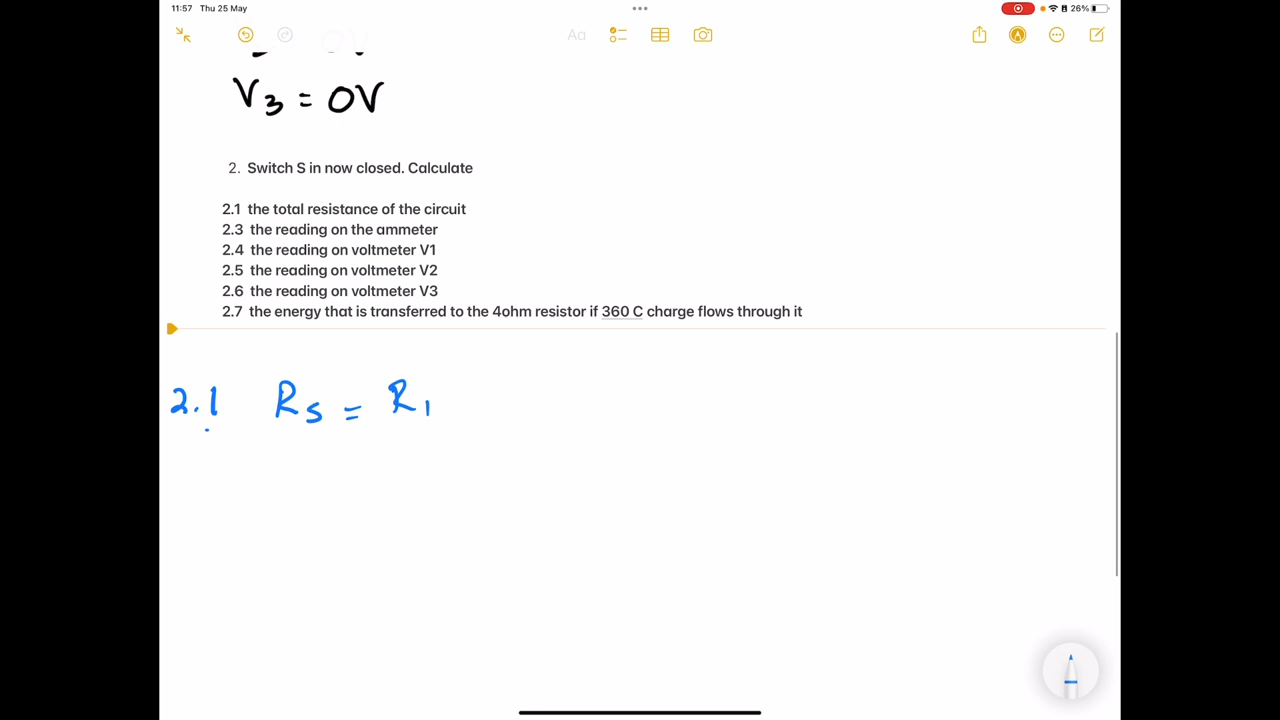 11:57 Thu 25 May
26%
Aa
V3 = 0V
2. Switch S in now closed. Calculate
2.1 the total resistance of the circuit
2.3 the reading on the ammeter
2.4 the reading on voltmeter V1
2.5 the reading on voltmeter V2
2.6 the reading on voltmeter V3
2.7 the energy that is transferred to the 4ohm resistor if 360 C charge flows through it
2.1 Rs = R1